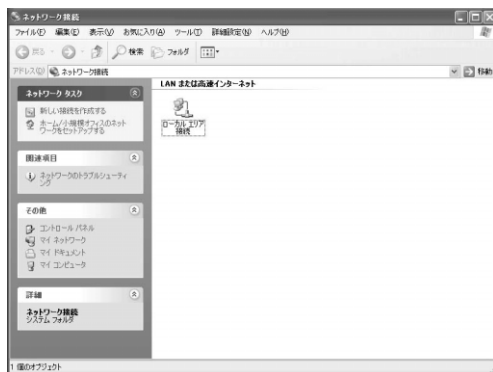 ネットワーク接続
ファイル(F) 編集(E) 表示(V) お気に入り(A) ツール(T) 詳細設定(N) ヘルプ(H)
戻る 検索 フォルダ
アドレス(D) ネットワーク接続 移動
ネットワーク タスク
新しい接続を作成する
ホーム/小規模オフィスのネット
ワークをセットアップする
関連項目
ネットワークのトラブルシューティ
ング
その他
コントロール パネル
マイ ネットワーク
マイ ドキュメント
マイ コンピュータ
詳細
ネットワーク接続
システム フォルダ
LAN または高速インターネット
ローカル エリア
接続
1 個のオブジェクト